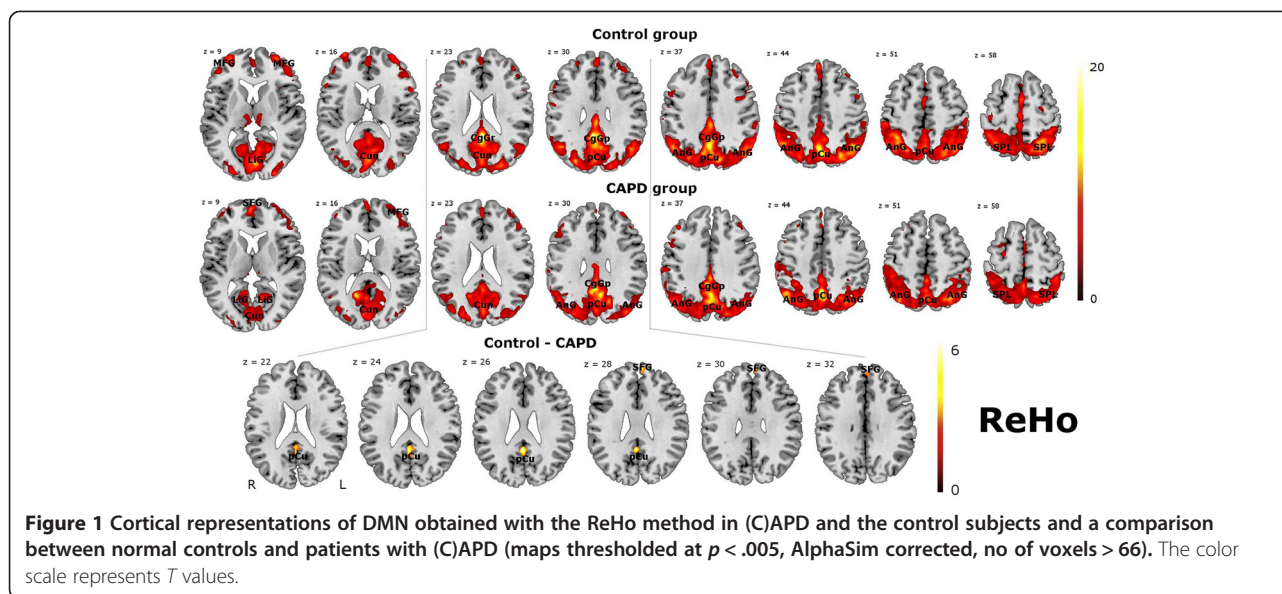 Control group
z = 9 z = 16 z = 23 z = 30 z = 37 z = 44 z = 51 z = 58
MFG MFG
20
CgGr CgGp CgGp
LiG Cun Cun pCu AnG pCu AnG AnG pCu AnG AnG pCu AnG SPL SPL
CAPD group
z = 9 z = 16 z = 23 z = 30 z = 37 z = 44 z = 51 z = 58
SFG MFG
CgGp CgGp
LiG LiG Cun AnG pCu AnG pCu AnG pCu AnG pCu AnG SPL SPL
Cun Cun
0
Control - CAPD
z = 22 z = 24 z = 26 z = 28 z = 30 z = 32
SFG SFG SFG
6
ReHo
pCu pCu pCu pCu
R L
0
Figure 1 Cortical representations of DMN obtained with the ReHo method in (C)APD and the control subjects and a comparison
between normal controls and patients with (C)APD (maps thresholded at p < .005, AlphaSim corrected, no of voxels > 66). The color
scale represents T values.